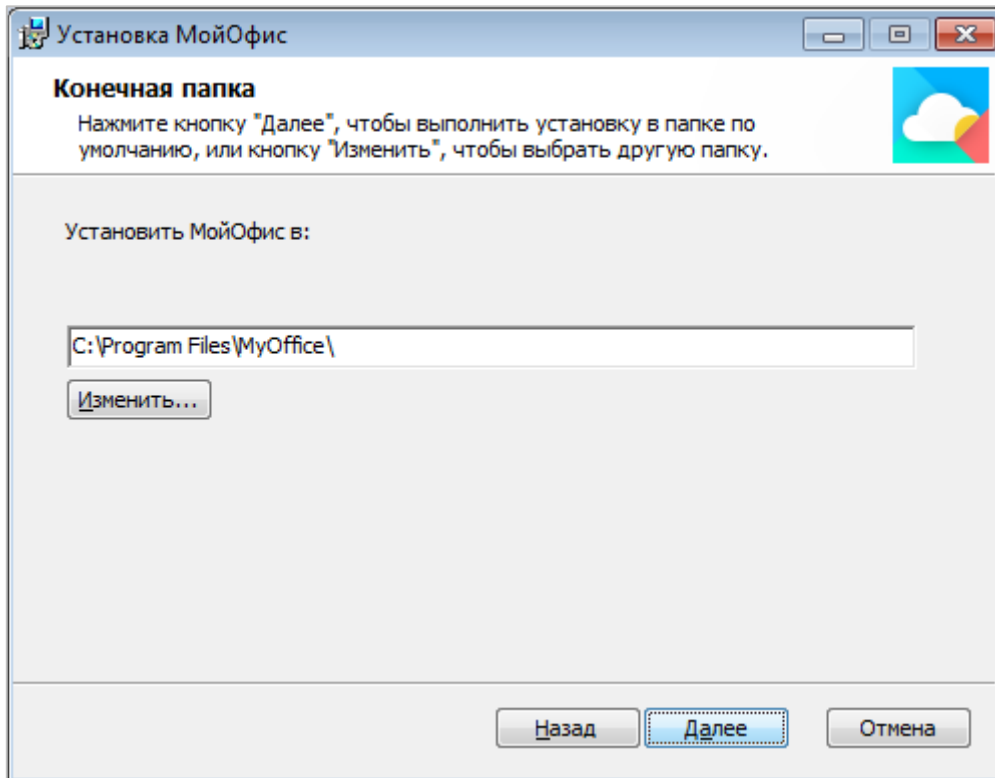 Установка МойОфис
Конечная папка
Нажмите кнопку "Далее", чтобы выполнить установку в папке по
умолчанию, или кнопку "Изменить", чтобы выбрать другую папку.
Установить МойОфис в:
C:\Program Files\MyOffice\
Изменить...
Назад Далее Отмена